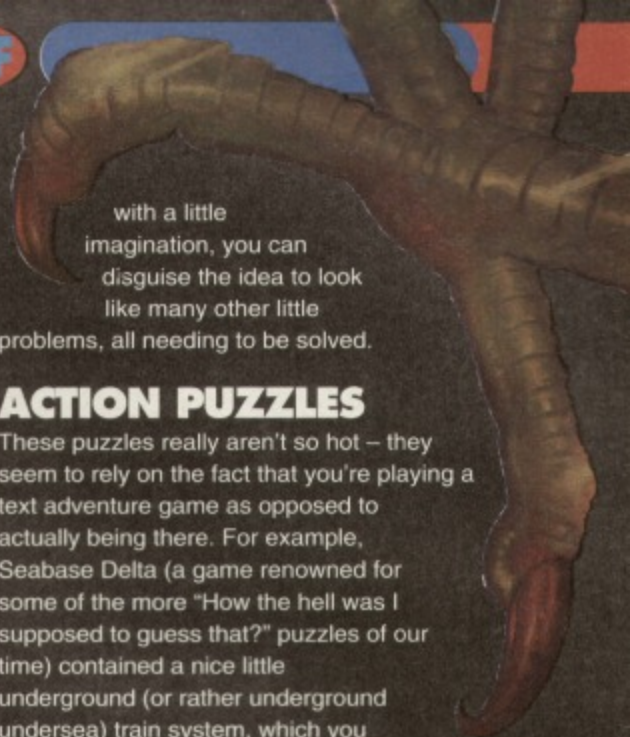 with a little
imagination, you can
disguise the idea to look
like many other little
problems, all needing to be solved.
ACTION PUZZLES
These puzzles really aren't so hot – they
seem to rely on the fact that you're playing a
text adventure game as opposed to
actually being there. For example,
Seabase Delta (a game renowned for
some of the more “How the hell was I
supposed to guess that?” puzzles of our
time) contained a nice little
underground (or rather underground
undersea) train system, which you